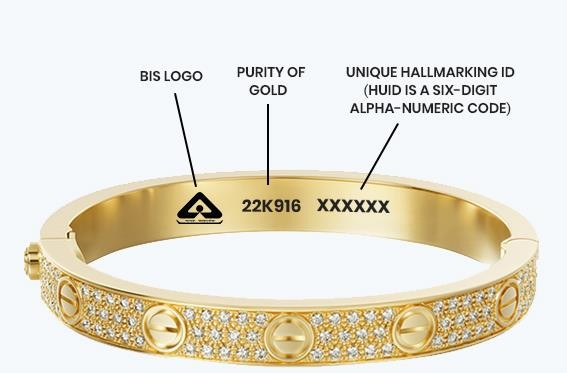 BIS LOGO
PURITY OF
GOLD
UNIQUE HALLMARKING ID
(HUID IS A SIX-DIGIT
ALPHA-NUMERIC CODE)
22K916 XXXXXX